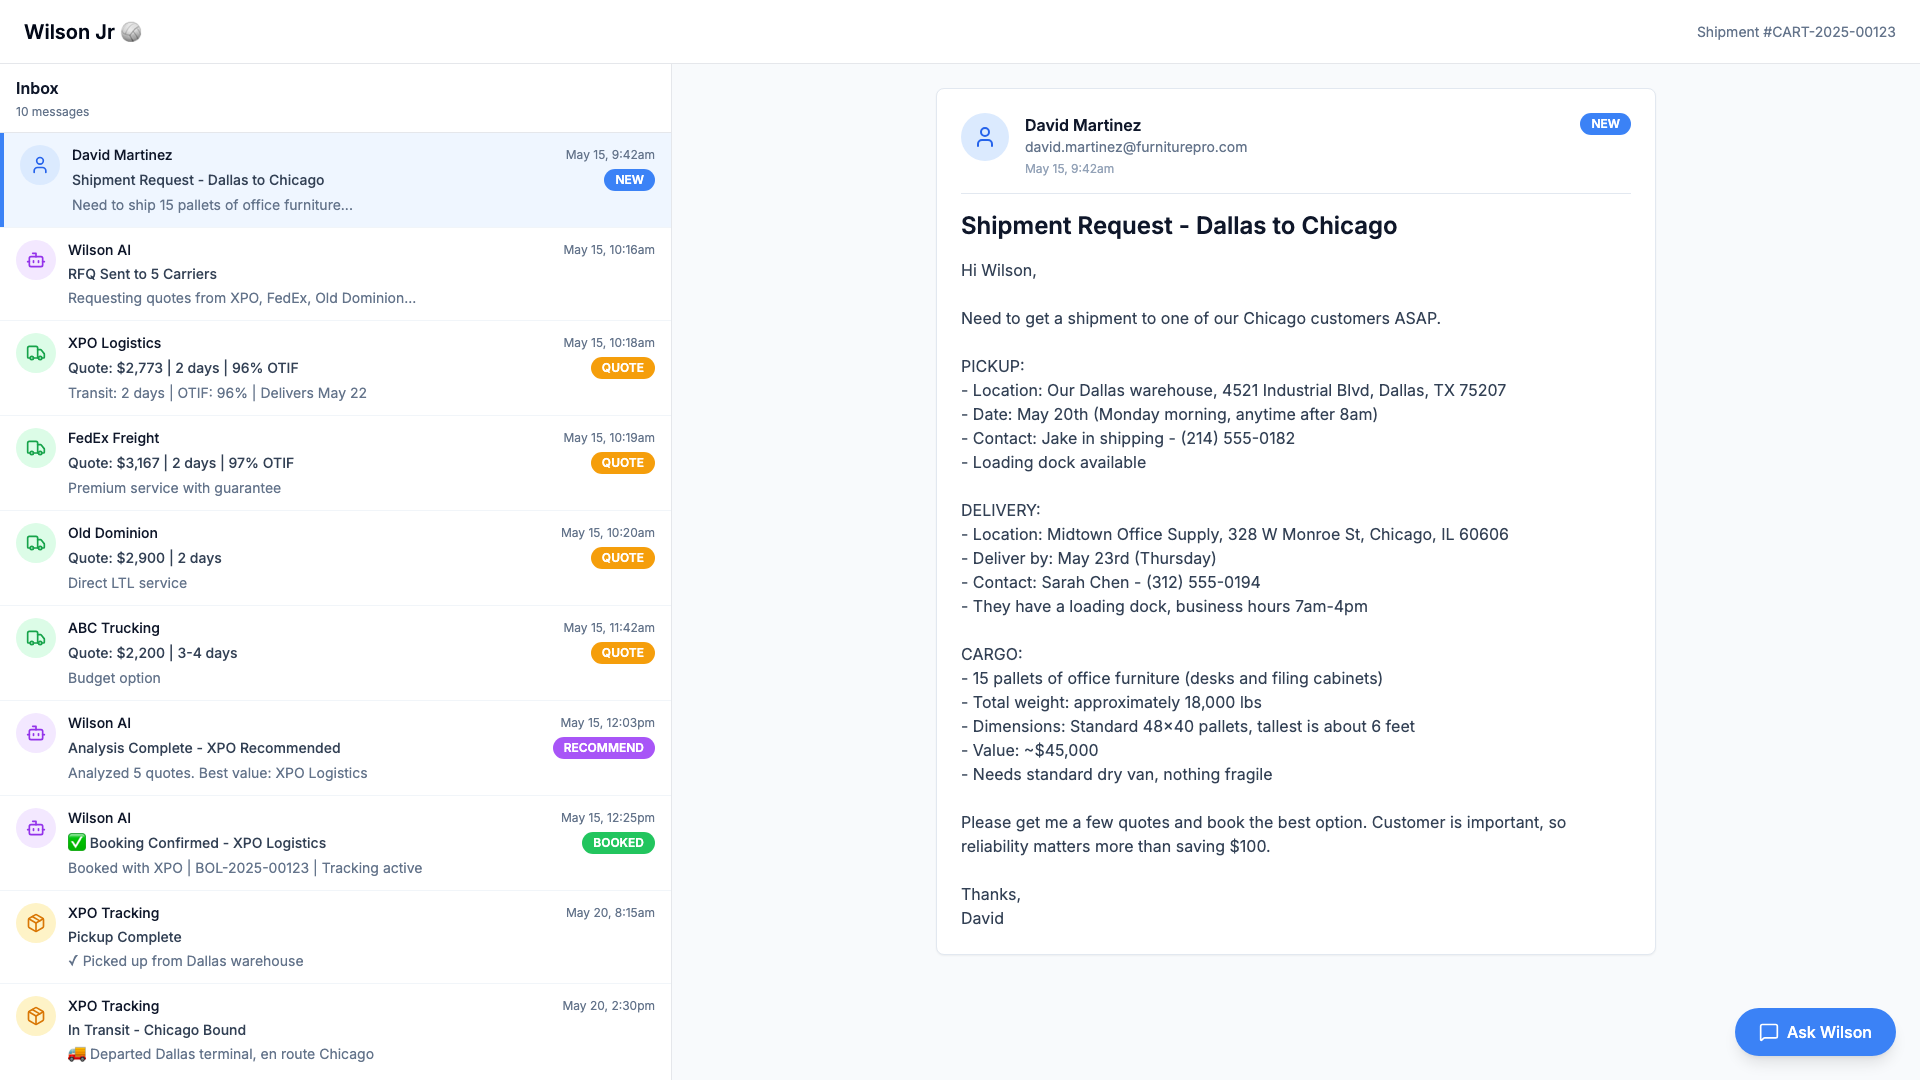 Wilson Jr
Shipment #CART-2025-00123
Inbox
10 messages
David Martinez
May 15, 9:42am
Shipment Request - Dallas to Chicago
NEW
Need to ship 15 pallets of office furniture...
Wilson AI
May 15, 10:16am
RFQ Sent to 5 Carriers
Requesting quotes from XPO, FedEx, Old Dominion...
XPO Logistics
May 15, 10:18am
Quote: $2,773 | 2 days | 96% OTIF
QUOTE
Transit: 2 days | OTIF: 96% | Delivers May 22
FedEx Freight
May 15, 10:19am
Quote: $3,167 | 2 days | 97% OTIF
QUOTE
Premium service with guarantee
Old Dominion
May 15, 10:20am
Quote: $2,900 | 2 days
QUOTE
Direct LTL service
ABC Trucking
May 15, 11:42am
Quote: $2,200 | 3-4 days
QUOTE
Budget option
Wilson AI
May 15, 12:03pm
Analysis Complete - XPO Recommended
RECOMMEND
Analyzed 5 quotes. Best value: XPO Logistics
Wilson AI
May 15, 12:25pm
✅ Booking Confirmed - XPO Logistics
BOOKED
Booked with XPO | BOL-2025-00123 | Tracking active
XPO Tracking
May 20, 8:15am
Pickup Complete
✓ Picked up from Dallas warehouse
XPO Tracking
May 20, 2:30pm
In Transit - Chicago Bound
🚚 Departed Dallas terminal, en route Chicago
David Martinez
NEW
david.martinez@furniturepro.com
May 15, 9:42am
Shipment Request - Dallas to Chicago
Hi Wilson,
Need to get a shipment to one of our Chicago customers ASAP.
PICKUP:
- Location: Our Dallas warehouse, 4521 Industrial Blvd, Dallas, TX 75207
- Date: May 20th (Monday morning, anytime after 8am)
- Contact: Jake in shipping - (214) 555-0182
- Loading dock available
DELIVERY:
- Location: Midtown Office Supply, 328 W Monroe St, Chicago, IL 60606
- Deliver by: May 23rd (Thursday)
- Contact: Sarah Chen - (312) 555-0194
- They have a loading dock, business hours 7am-4pm
CARGO:
- 15 pallets of office furniture (desks and filing cabinets)
- Total weight: approximately 18,000 lbs
- Dimensions: Standard 48×40 pallets, tallest is about 6 feet
- Value: ~$45,000
- Needs standard dry van, nothing fragile
Please get me a few quotes and book the best option. Customer is important, so
reliability matters more than saving $100.
Thanks,
David
Ask Wilson